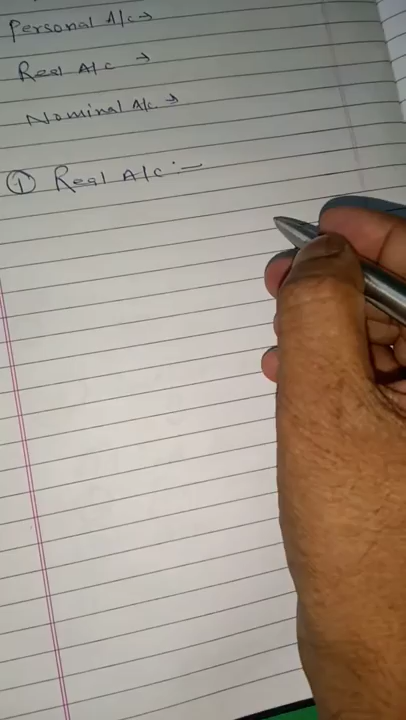 Personal A/c→
Real A/c →
Nominal A/c →
① Real A/c :-